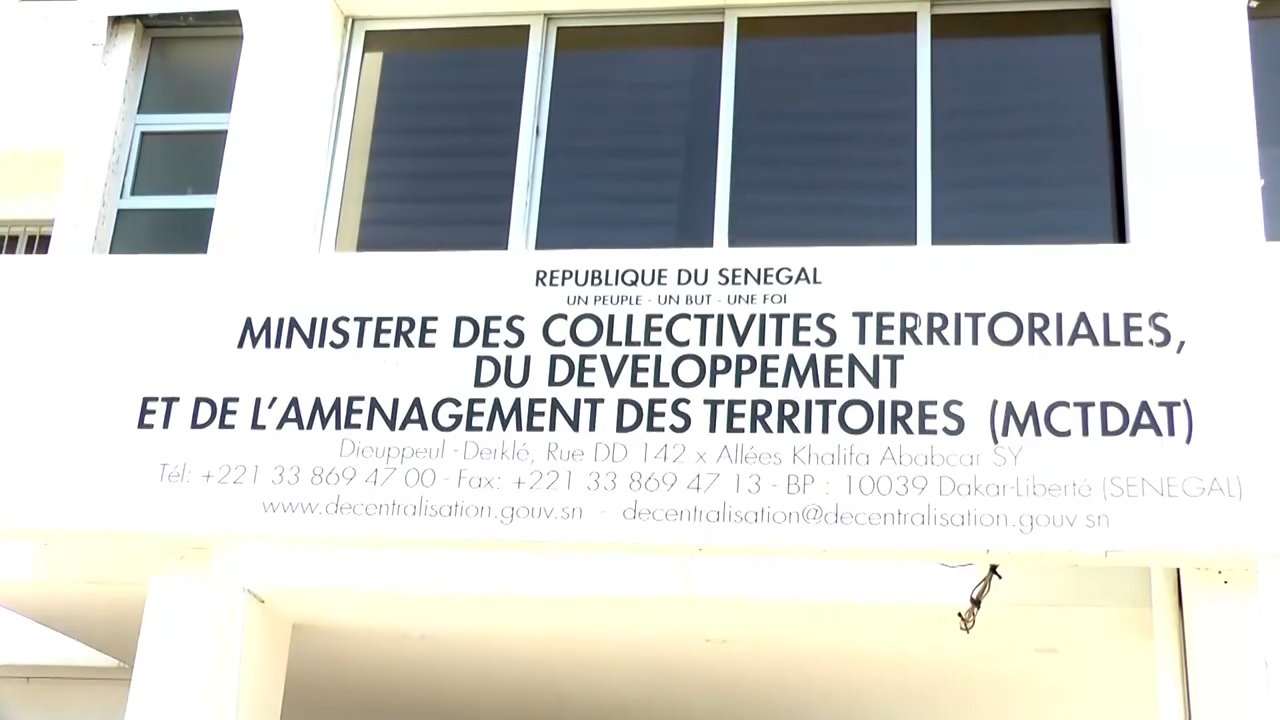 REPUBLIQUE DU SENEGAL
UN PEUPLE - UN BUT - UNE FOI
MINISTERE DES COLLECTIVITES TERRITORIALES,
DU DEVELOPPEMENT
ET DE L'AMENAGEMENT DES TERRITOIRES (MCTDAT)
Dieuppeul - Derklé, Rue DD 142 x Allées Khalifa Ababcar SY
Tél: +221 33 869 47 00 - Fax: +221 33 869 47 13 - BP : 10039 Dakar-Liberté (SENEGAL)
www.decentralisation.gouv.sn - decentralisation@decentralisation.gouv sn